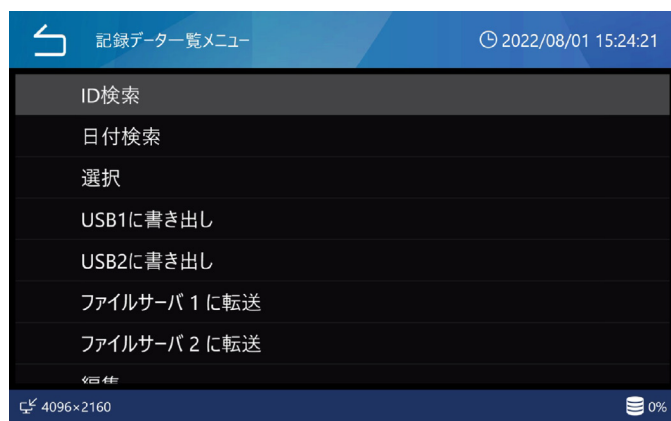 記録データ一覧メニュー
2022/08/01 15:24:21
ID検索
日付検索
選択
USB1に書き出し
USB2に書き出し
ファイルサーバ 1 に転送
ファイルサーバ 2 に転送
編集
4096×2160
0%